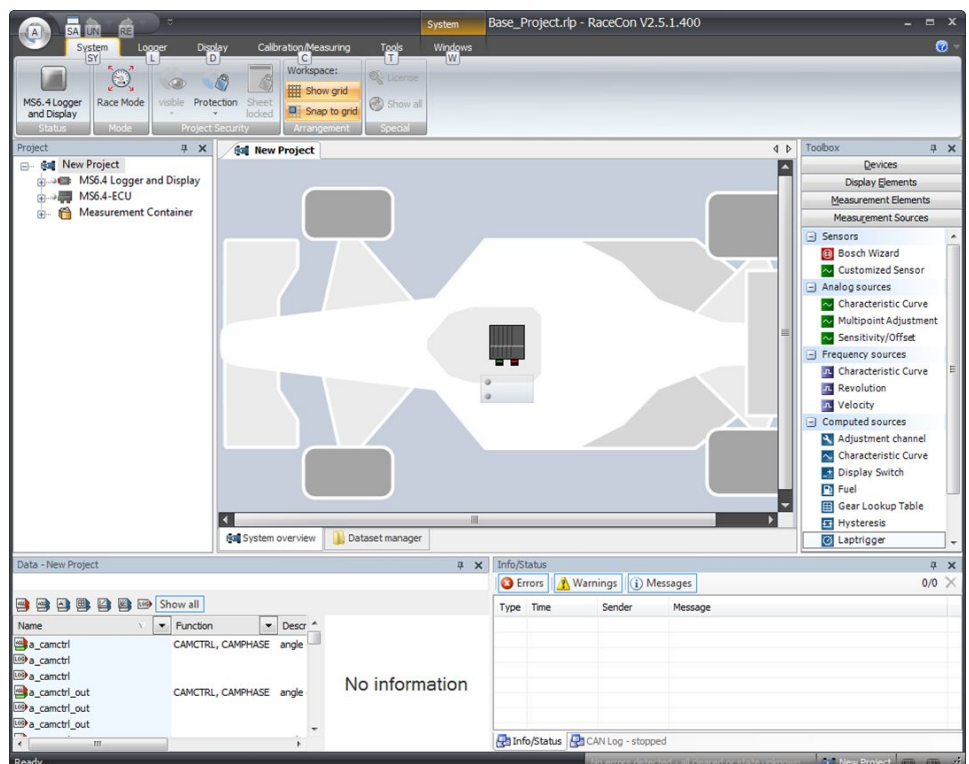 System
Base_Project.rlp - RaceCon V2.5.1.400
A
SA
UN
RE
System
Logger
Display
Calibration/Measuring
Tools
Windows
SY
L
D
C
T
W
MS6.4 Logger and Display
Race Mode
visible
Protection
Sheet locked
Workspace:
Show grid
Snap to grid
License
Show all
Status
Mode
Project Security
Arrangement
Special
Project
New Project
MS6.4 Logger and Display
MS6.4-ECU
Measurement Container
New Project
System overview
Dataset manager
Toolbox
Devices
Display Elements
Measurement Elements
Measurement Sources
Sensors
Bosch Wizard
Customized Sensor
Analog sources
Characteristic Curve
Multipoint Adjustment
Sensitivity/Offset
Frequency sources
Characteristic Curve
Revolution
Velocity
Computed sources
Adjustment channel
Characteristic Curve
Display Switch
Fuel
Gear Lookup Table
Hysteresis
Laptrigger
Data - New Project
Show all
Name
Function
Descr
a_camctrl
CAMCTRL, CAMPHASE
angle
a_camctrl
a_camctrl
a_camctrl_out
CAMCTRL, CAMPHASE
angle
a_camctrl_out
a_camctrl_out
No information
Info/Status
Errors
Warnings
Messages
0/0
Type
Time
Sender
Message
Info/Status
CAN Log - stopped
Ready
New Project